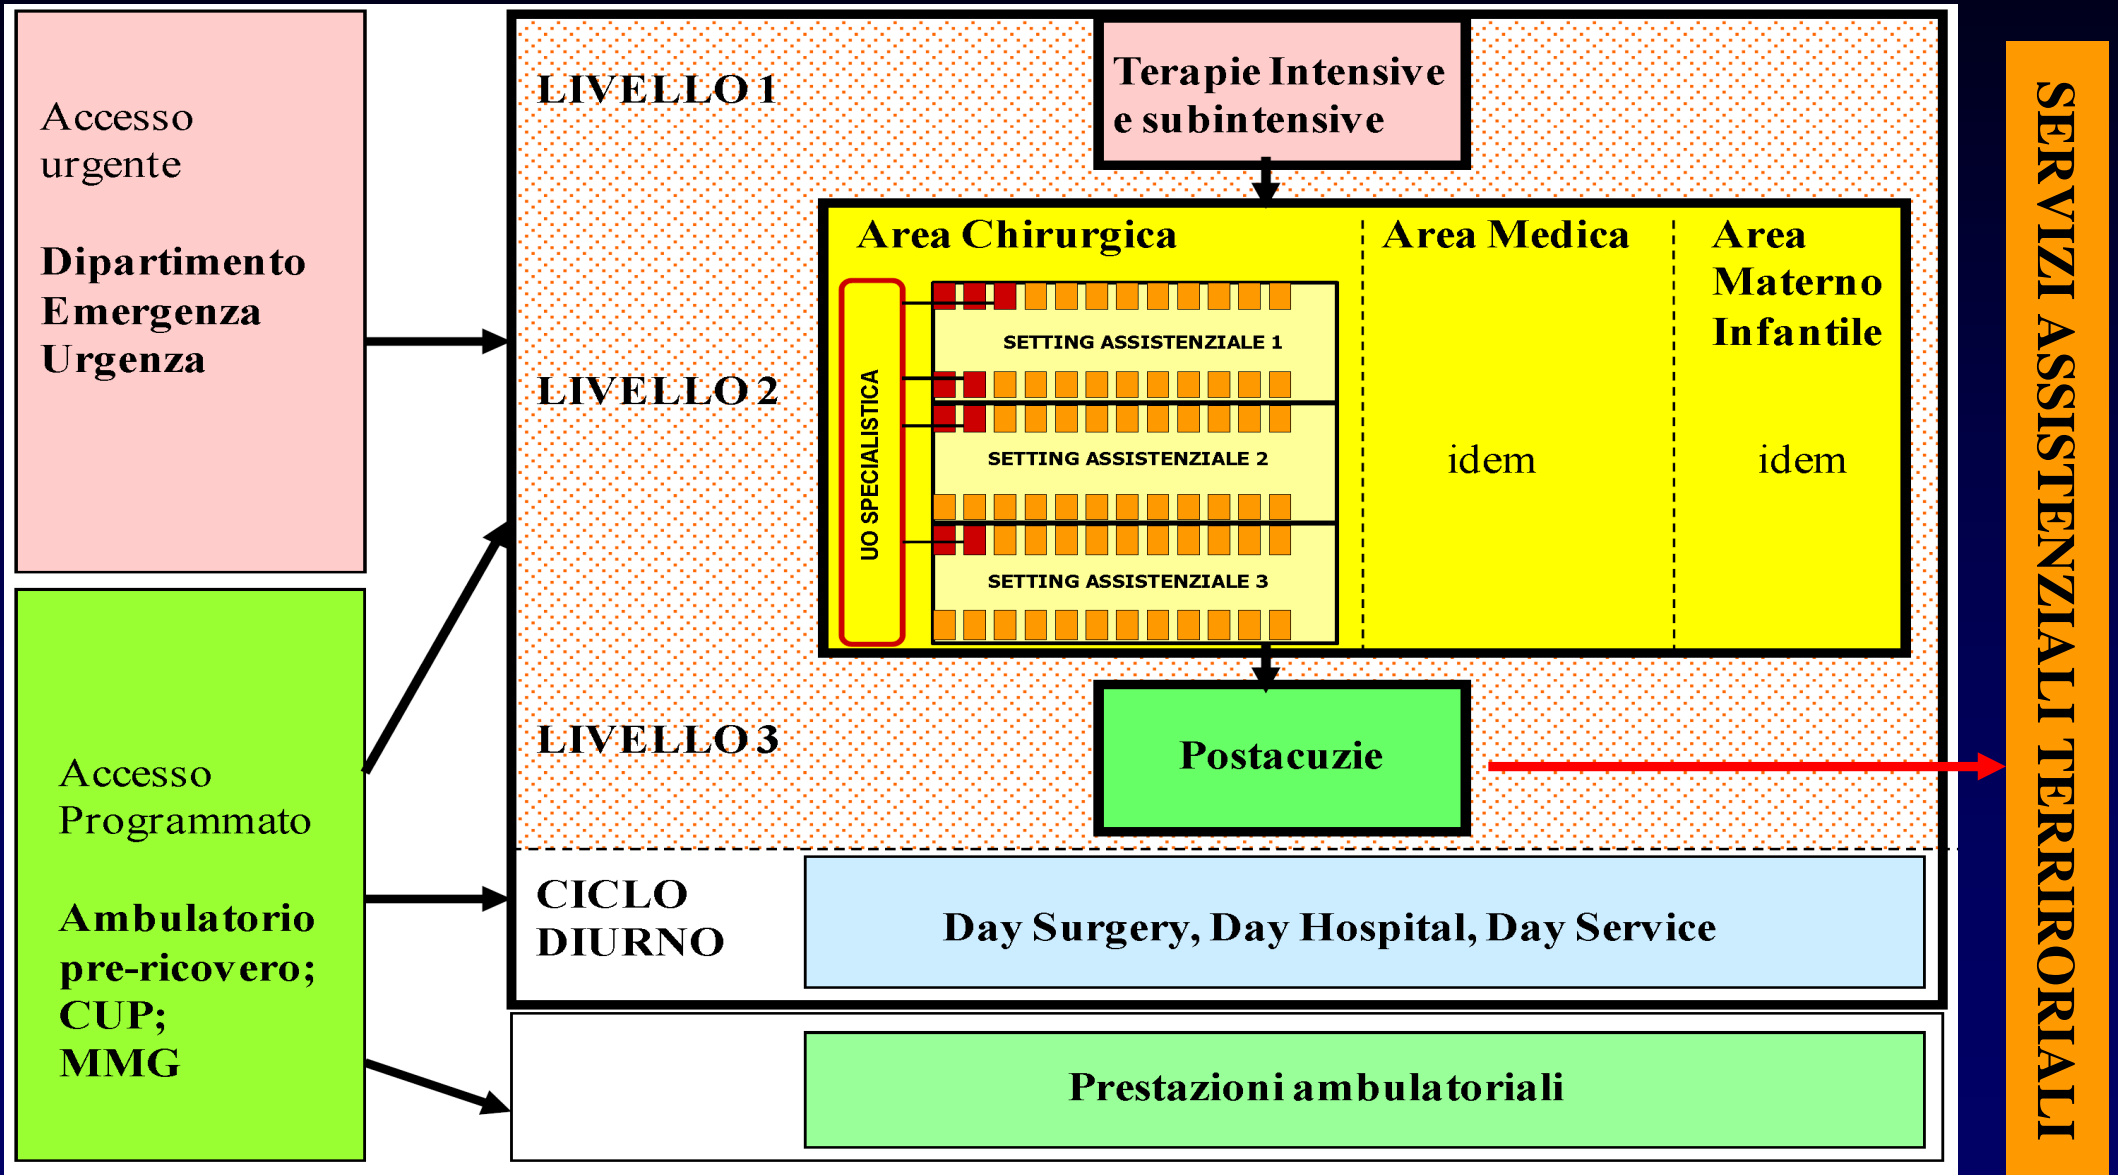 Accesso
urgente
Dipartimento
Emergenza
Urgenza
Accesso
Programmato
Ambulatorio
pre-ricovero;
CUP;
MMG
LIVELLO 1
Terapie Intensive
e subintensive
LIVELLO 2
Area Chirurgica
UO SPECIALISTICA
SETTING ASSISTENZIALE 1
SETTING ASSISTENZIALE 2
SETTING ASSISTENZIALE 3
Area Medica
idem
Area
Materno
Infantile
idem
LIVELLO 3
Postacuzie
CICLO
DIURNO
Day Surgery, Day Hospital, Day Service
Prestazioni ambulatoriali
SERVIZI ASSISTENZIALI TERRIRORIALI